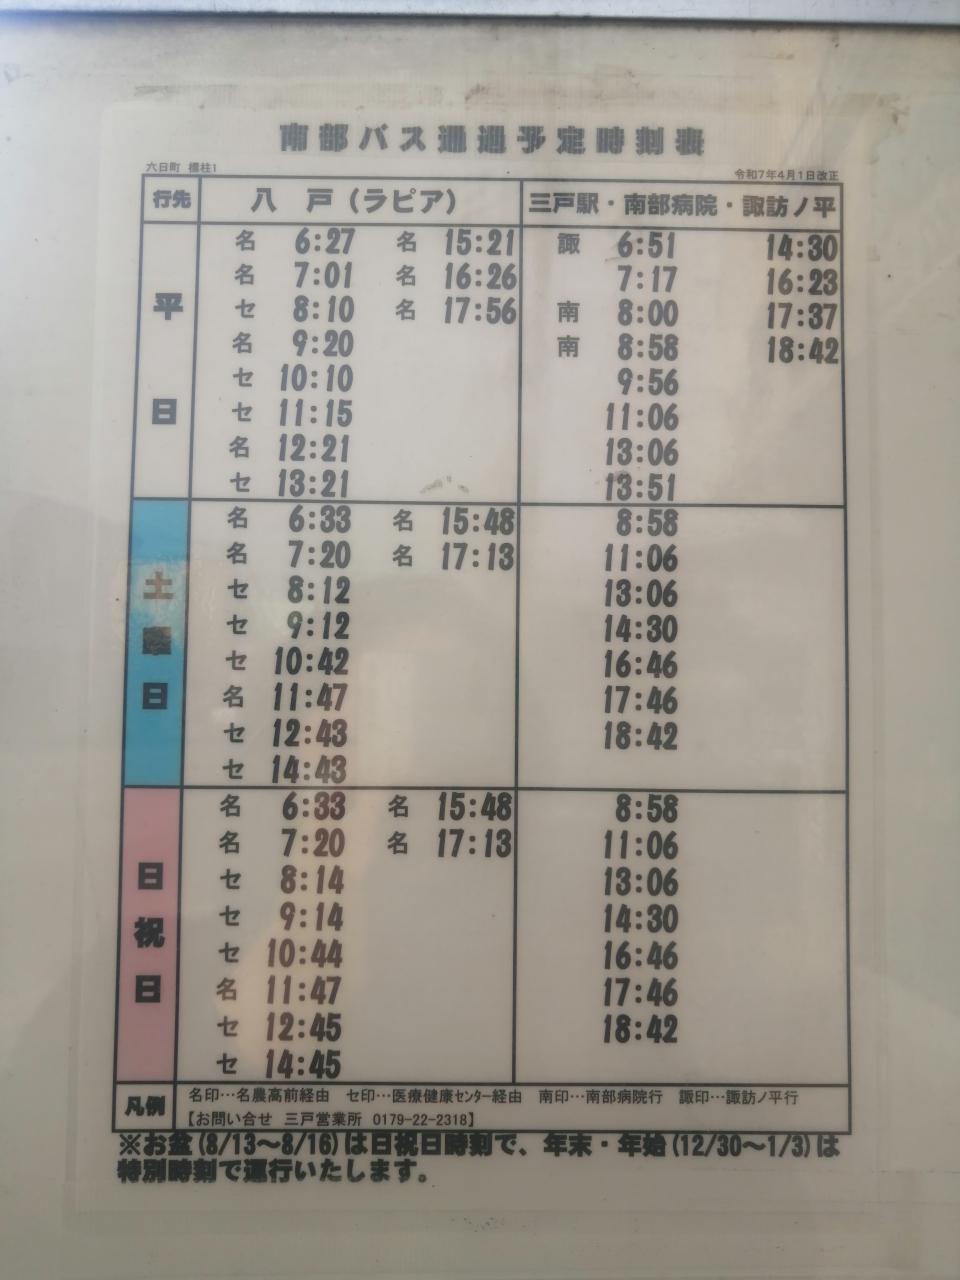 南部バス通過予定時刻表
六日町 標柱1 令和7年4月1日改正
行先 八 戸（ラピア） 三戸駅・南部病院・諏訪ノ平
平日
名 6:27 名 15:21 諏 6:51 14:30
名 7:01 名 16:26 7:17 16:23
セ 8:10 名 17:56 南 8:00 17:37
名 9:20 南 8:58 18:42
セ 10:10 9:56
セ 11:15 11:06
名 12:21 13:06
セ 13:21 13:51
土曜日
名 6:33 名 15:48 8:58
名 7:20 名 17:13 11:06
セ 8:12 13:06
セ 9:12 14:30
セ 10:42 16:46
名 11:47 17:46
セ 12:43 18:42
セ 14:43
日祝日
名 6:33 名 15:48 8:58
名 7:20 名 17:13 11:06
セ 8:14 13:06
セ 9:14 14:30
セ 10:44 16:46
名 11:47 17:46
セ 12:45 18:42
セ 14:45
凡例 名印…名農高前経由 セ印…医療健康センター経由 南印…南部病院行 諏印…諏訪ノ平行
【お問い合せ 三戸営業所 0179-22-2318】
※お盆(8/13～8/16)は日祝日時刻で、年末・年始(12/30～1/3)は
特別時刻で運行いたします。